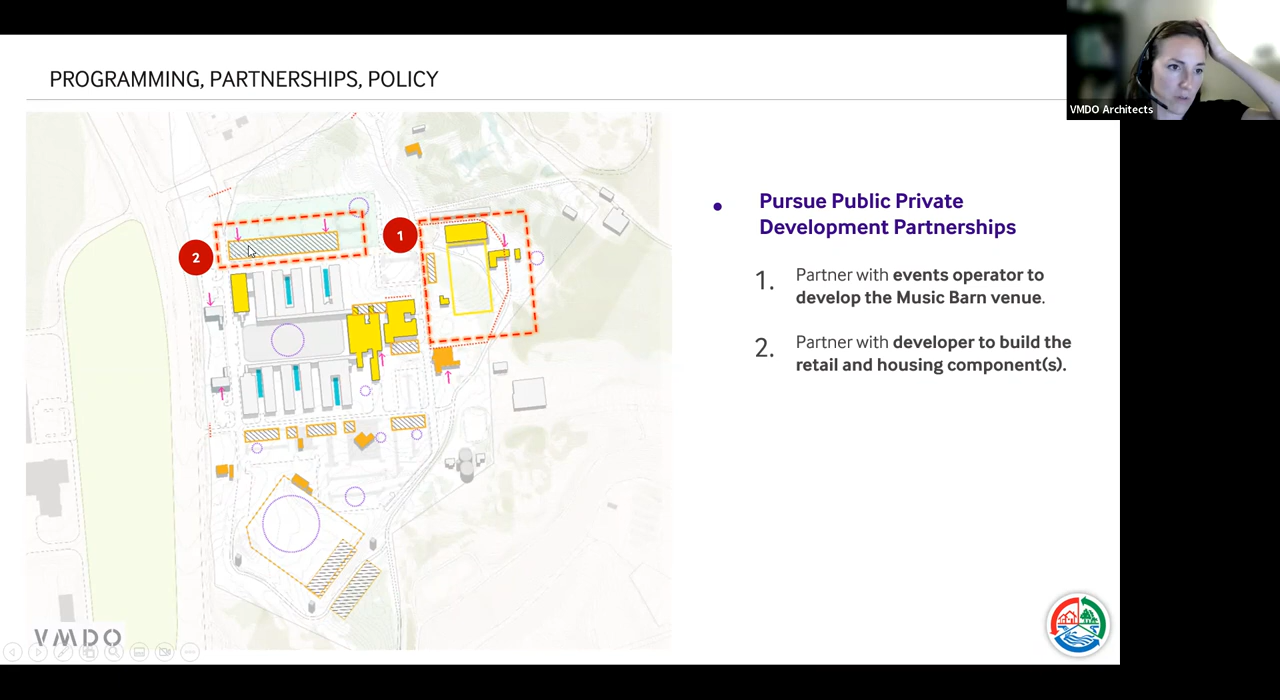 PROGRAMMING, PARTNERSHIPS, POLICY
VMDO Architects
1
2
• Pursue Public Private
Development Partnerships
1. Partner with events operator to
develop the Music Barn venue.
2. Partner with developer to build the
retail and housing component(s).
VMDO